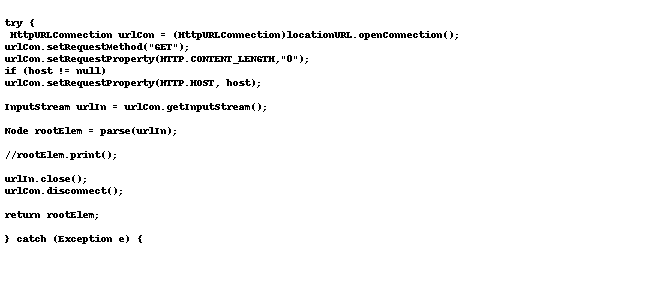 try {
HttpURLConnection urlCon = (HttpURLConnection)locationURL.openConnection();
urlCon.setRequestMethod("GET");
urlCon.setRequestProperty(HTTP.CONTENT_LENGTH,"0");
if (host != null)
urlCon.setRequestProperty(HTTP.HOST, host);
InputStream urlIn = urlCon.getInputStream();
Node rootElem = parse(urlIn);
//rootElem.print();
urlIn.close();
urlCon.disconnect();
return rootElem;
} catch (Exception e) {